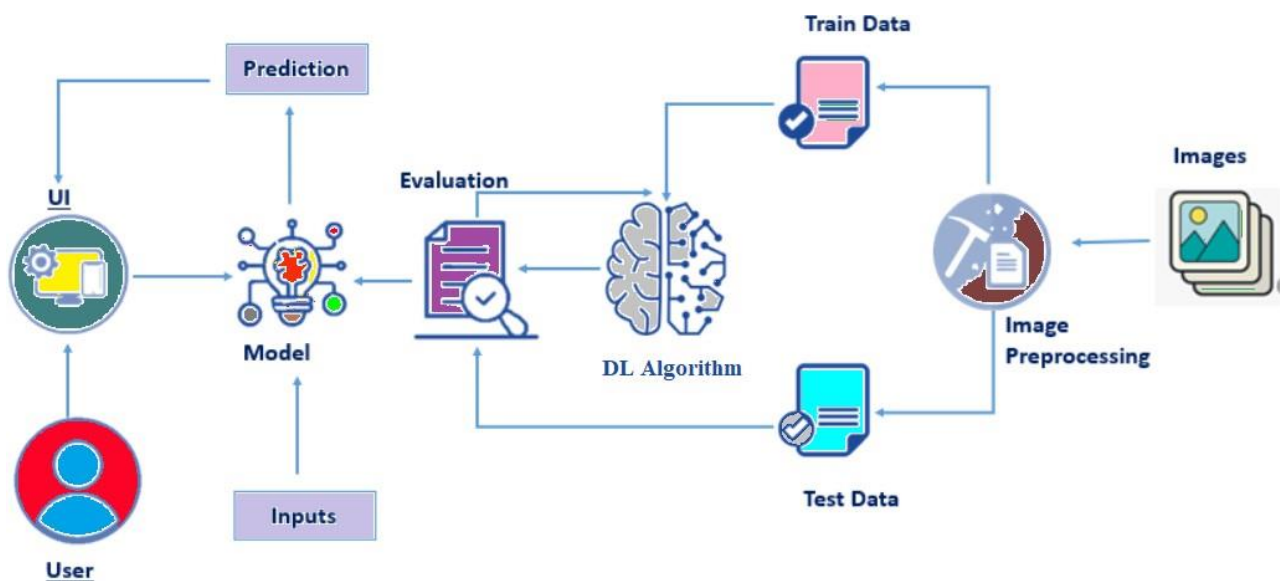 Train Data
Prediction
Images
Evaluation
UI
Image
Preprocessing
Model
DL Algorithm
Test Data
Inputs
User